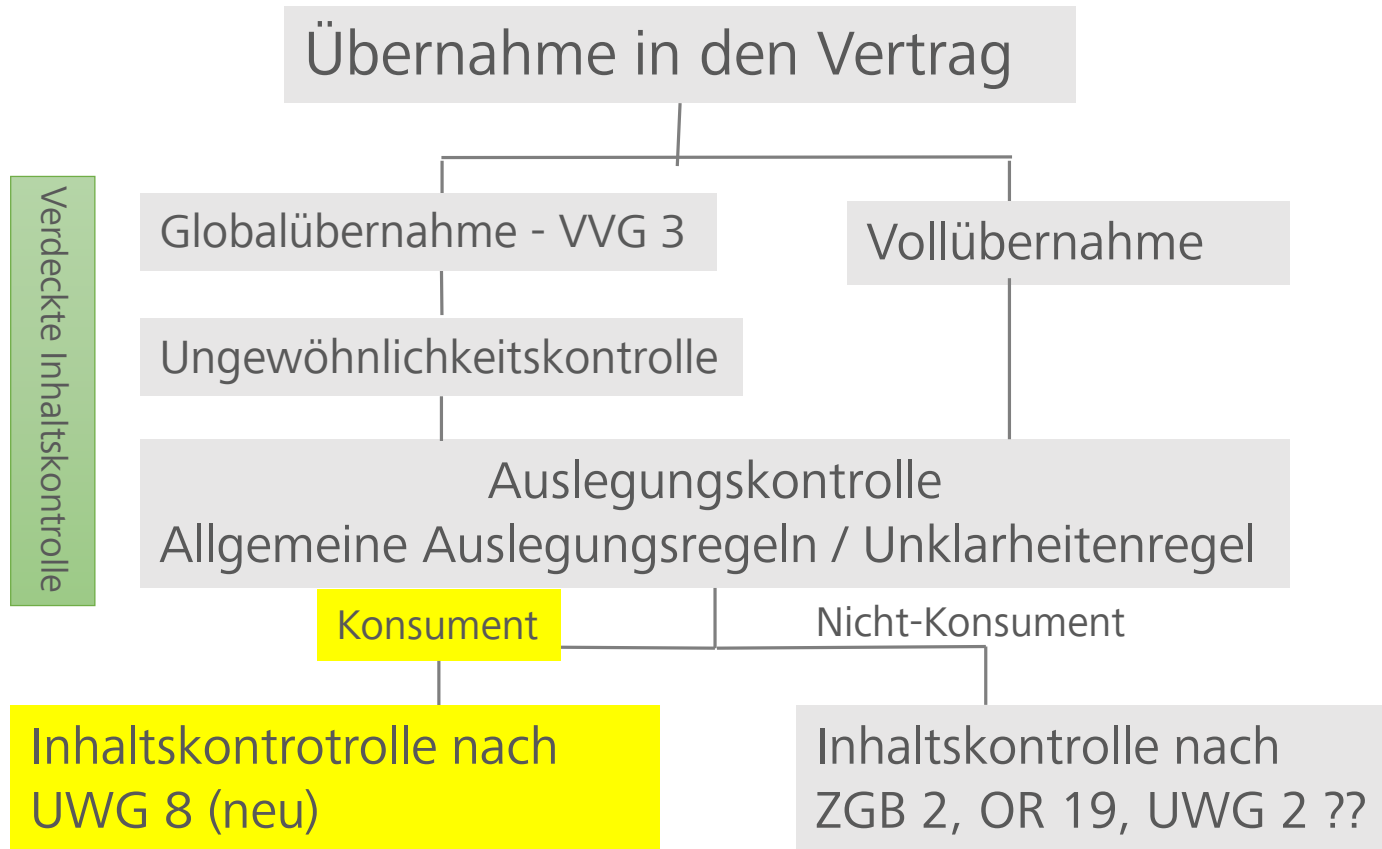 Übernahme in den Vertrag
Verdeckte Inhaltskontrolle
Globalübernahme - VVG 3
Vollübernahme
Ungewöhnlichkeitskontrolle
Auslegungskontrolle
Allgemeine Auslegungsregeln / Unklarheitenregel
Konsument
Nicht-Konsument
Inhaltskontrotrolle nach
UWG 8 (neu)
Inhaltskontrolle nach
ZGB 2, OR 19, UWG 2 ??